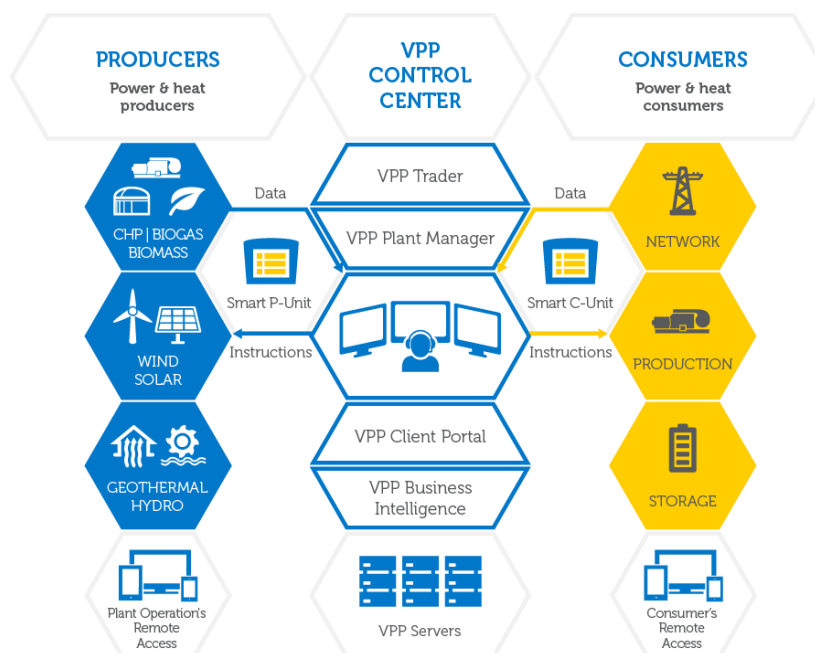 PRODUCERS
Power & heat
producers
VPP
CONTROL
CENTER
CONSUMERS
Power & heat
consumers
CHP | BIOGAS
BIOMASS
WIND
SOLAR
GEOTHERMAL
HYDRO
Plant Operation's
Remote
Access
Data
Smart P-Unit
Instructions
VPP Trader
VPP Plant Manager
VPP Client Portal
VPP Business
Intelligence
VPP Servers
Data
Smart C-Unit
Instructions
NETWORK
PRODUCTION
STORAGE
Consumer's
Remote
Access